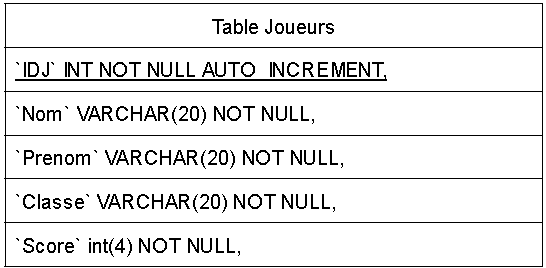 Table Joueurs
`IDJ` INT NOT NULL AUTO_INCREMENT,
`Nom` VARCHAR(20) NOT NULL,
`Prenom` VARCHAR(20) NOT NULL,
`Classe` VARCHAR(20) NOT NULL,
`Score` int(4) NOT NULL,